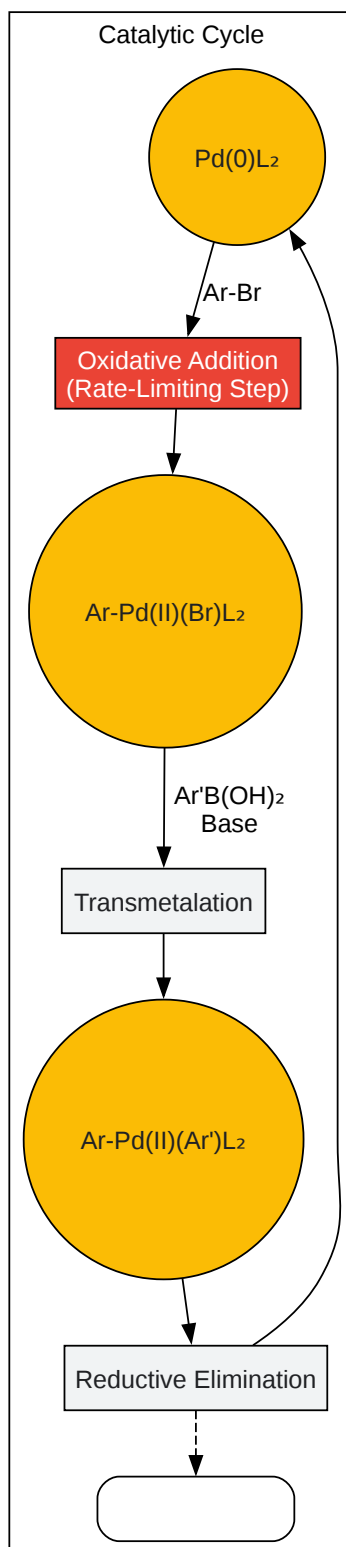 Catalytic Cycle
Pd(0)L₂
Ar-Br
Oxidative Addition
(Rate-Limiting Step)
Ar-Pd(II)(Br)L₂
Ar'B(OH)₂
Base
Transmetalation
Ar-Pd(II)(Ar')L₂
Reductive Elimination